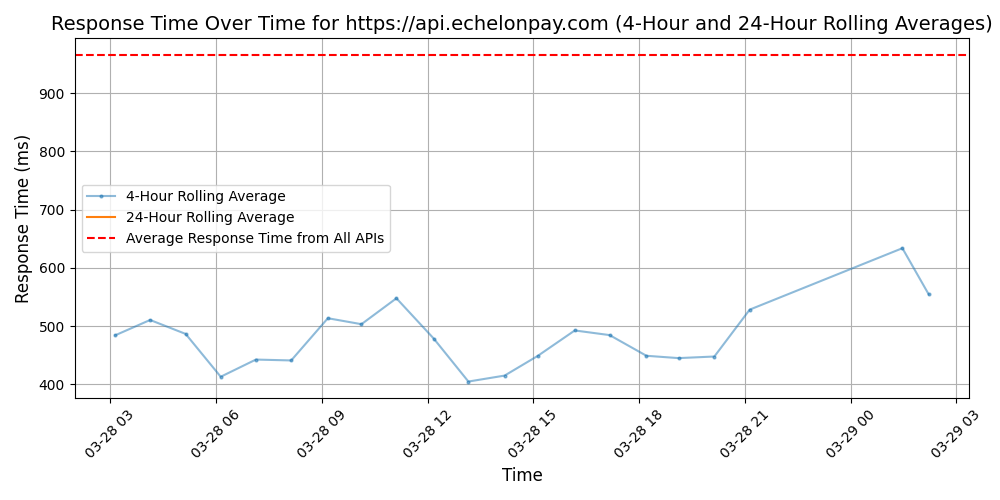 Response Time Over Time for https://api.echelonpay.com (4-Hour and 24-Hour Rolling Averages)
Response Time (ms)
900
800
700
600
500
400
4-Hour Rolling Average
24-Hour Rolling Average
Average Response Time from All APIs
03-28 03
03-28 06
03-28 09
03-28 12
03-28 15
03-28 18
03-28 21
03-29 00
03-29 03
Time